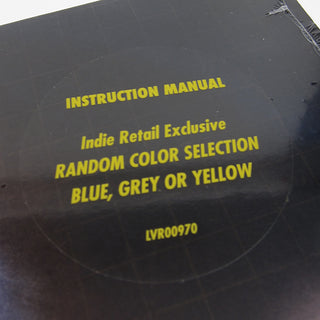 INSTRUCTION MANUAL
Indie Retail Exclusive
RANDOM COLOR SELECTION
BLUE, GREY OR YELLOW
LVR00970